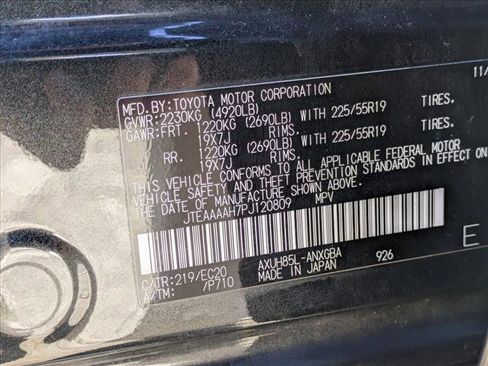 MFD.BY:TOYOTA MOTOR CORPORATION 11/
GVWR:2230KG (4920LB)
GAWR:FRT. 1220KG (2690LB) WITH 225/55R19 TIRES.
19X7J RIMS.
RR. 1220KG (2690LB) WITH 225/55R19 TIRES.
19X7J RIMS.
THIS VEHICLE CONFORMS TO ALL APPLICABLE FEDERAL MOTOR
VEHICLE SAFETY AND THEFT PREVENTION STANDARDS IN EFFECT ON
THE DATE OF MANUFACTURE SHOWN ABOVE.
JTEAAAAH7PJ120809 MPV
AXUH85L-ANXGBA 926 E
C/TR:219/EC20 MADE IN JAPAN
A/TM: /P710